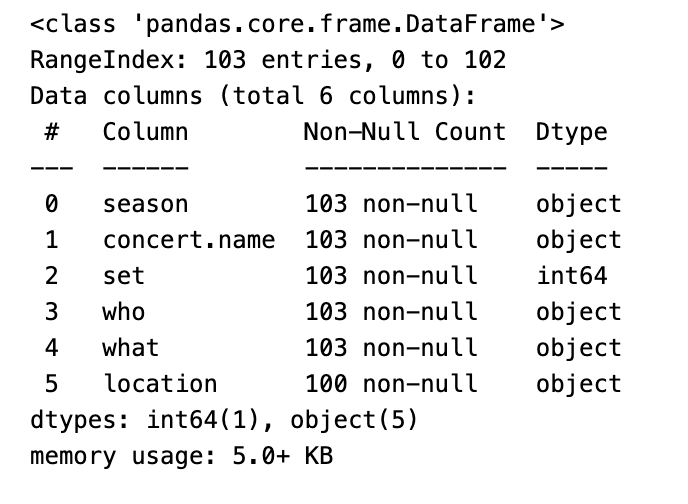 <class 'pandas.core.frame.DataFrame'>
RangeIndex: 103 entries, 0 to 102
Data columns (total 6 columns):
 #   Column        Non-Null Count  Dtype
---  ------        --------------  -----
 0   season        103 non-null    object
 1   concert.name  103 non-null    object
 2   set           103 non-null    int64
 3   who           103 non-null    object
 4   what          103 non-null    object
 5   location      100 non-null    object
dtypes: int64(1), object(5)
memory usage: 5.0+ KB